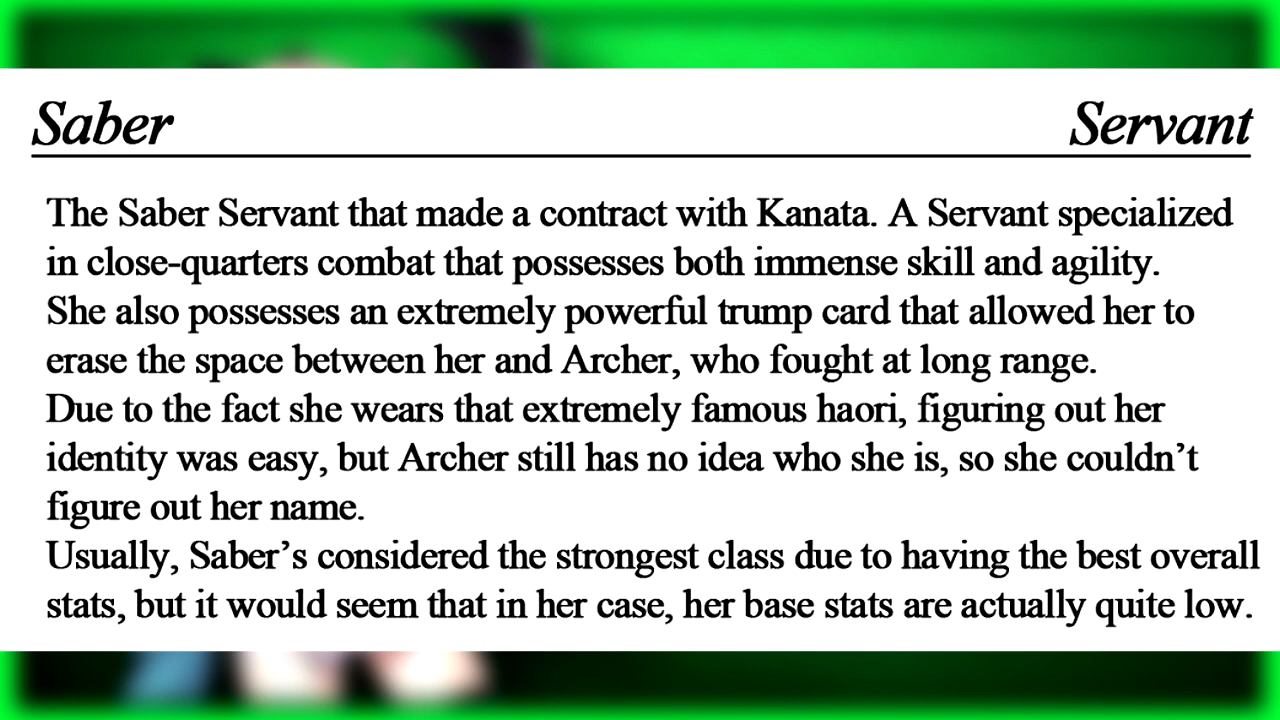 Saber Servant
The Saber Servant that made a contract with Kanata. A Servant specialized
in close-quarters combat that possesses both immense skill and agility.
She also possesses an extremely powerful trump card that allowed her to
erase the space between her and Archer, who fought at long range.
Due to the fact she wears that extremely famous haori, figuring out her
identity was easy, but Archer still has no idea who she is, so she couldn’t
figure out her name.
Usually, Saber’s considered the strongest class due to having the best overall
stats, but it would seem that in her case, her base stats are actually quite low.